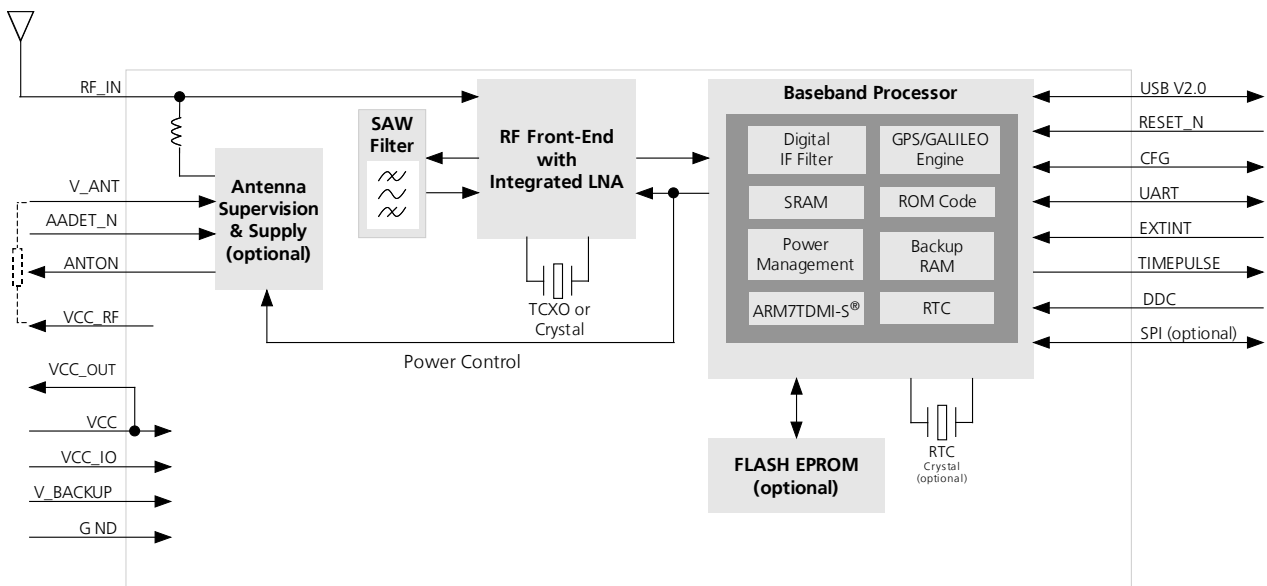 RF_IN
V_ANT
AADET_N
ANTON
VCC_RF
VCC_OUT
VCC
VCC_IO
V_BACKUP
G ND
Antenna
Supervision
& Supply
(optional)
SAW
Filter
RF Front-End
with
Integrated LNA
TCXO or
Crystal
Power Control
Baseband Processor
Digital
IF Filter
GPS/GALILEO
Engine
SRAM
ROM Code
Power
Management
Backup
RAM
ARM7TDMI-S®
RTC
FLASH EPROM
(optional)
RTC
Crystal
(optional)
USB V2.0
RESET_N
CFG
UART
EXTINT
TIMEPULSE
DDC
SPI (optional)